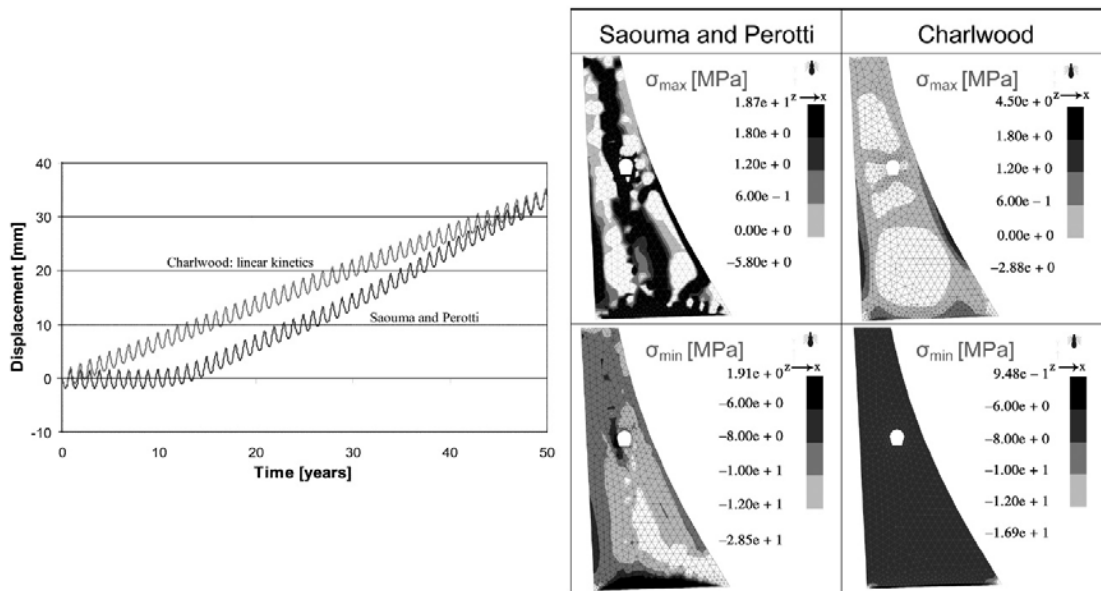 40
30
20
10
0
-10
Displacement [mm]
Charlwood: linear kinetics
Saouma and Perotti
0
10
20
30
40
50
Time [years]
Saouma and Perotti
Charlwood
σmax [MPa]
z
x
1.87e + 1
1.80e + 0
1.20e + 0
6.00e − 1
0.00e + 0
−5.80e + 0
σmax [MPa]
z
x
4.50e + 0
1.80e + 0
1.20e + 0
6.00e − 1
0.00e + 0
−2.88e + 0
σmin [MPa]
z
x
1.91e + 0
−6.00e + 0
−8.00e + 0
−1.00e + 1
−1.20e + 1
−2.85e + 1
σmin [MPa]
z
x
9.48e − 1
−6.00e + 0
−8.00e + 0
−1.00e + 1
−1.20e + 1
−1.69e + 1